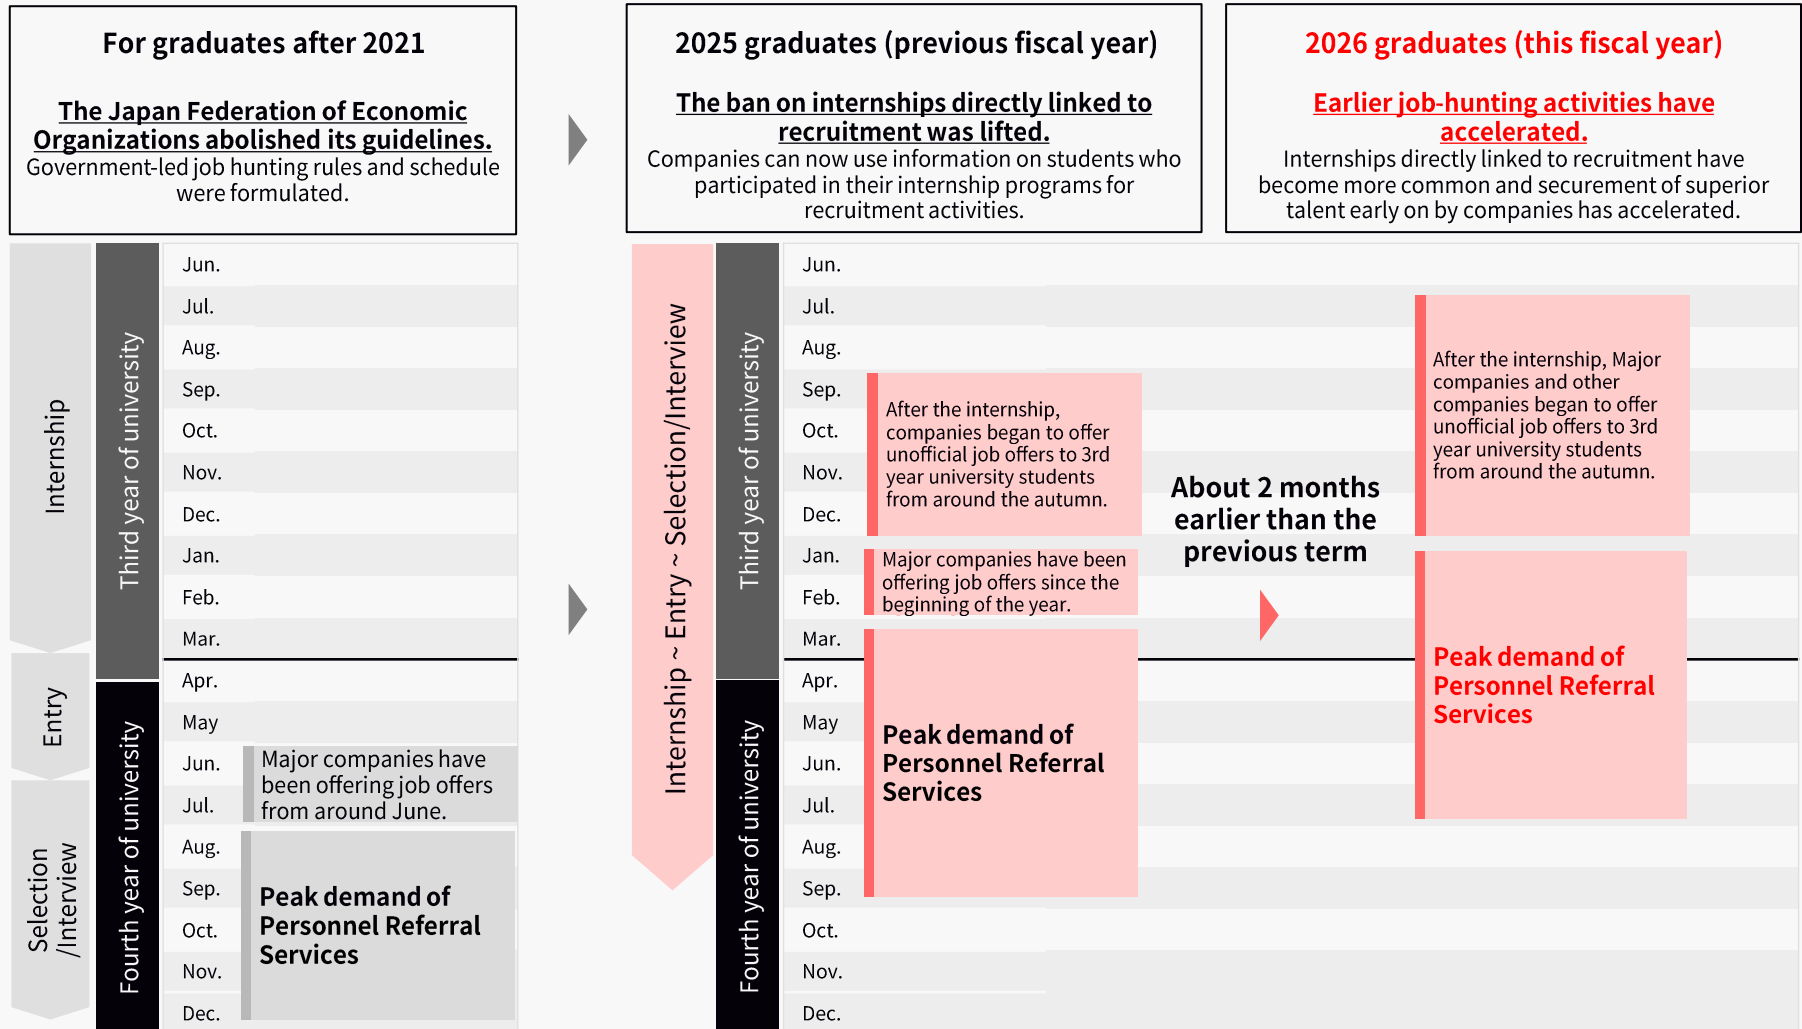 For graduates after 2021
The Japan Federation of Economic
Organizations abolished its guidelines.
Government-led job hunting rules and schedule
were formulated.
2025 graduates (previous fiscal year)
The ban on internships directly linked to
recruitment was lifted.
Companies can now use information on students who
participated in their internship programs for
recruitment activities.
2026 graduates (this fiscal year)
Earlier job-hunting activities have
accelerated.
Internships directly linked to recruitment have
become more common and securement of superior
talent early on by companies has accelerated.
Internship
Entry
Selection
/Interview
Third year of university
Fourth year of university
Jun.
Jul.
Aug.
Sep.
Oct.
Nov.
Dec.
Jan.
Feb.
Mar.
Apr.
May
Jun.
Jul.
Aug.
Sep.
Oct.
Nov.
Dec.
Major companies have
been offering job offers
from around June.
Peak demand of
Personnel Referral
Services
Internship ~ Entry ~ Selection/Interview
Third year of university
Fourth year of university
Jun.
Jul.
Aug.
Sep.
Oct.
Nov.
Dec.
Jan.
Feb.
Mar.
Apr.
May
Jun.
Jul.
Aug.
Sep.
Oct.
Nov.
Dec.
After the internship,
companies began to offer
unofficial job offers to 3rd
year university students
from around the autumn.
Major companies have been
offering job offers since the
beginning of the year.
Peak demand of
Personnel Referral
Services
About 2 months
earlier than the
previous term
After the internship, Major
companies and other
companies began to offer
unofficial job offers to 3rd
year university students
from around the autumn.
Peak demand of
Personnel Referral
Services